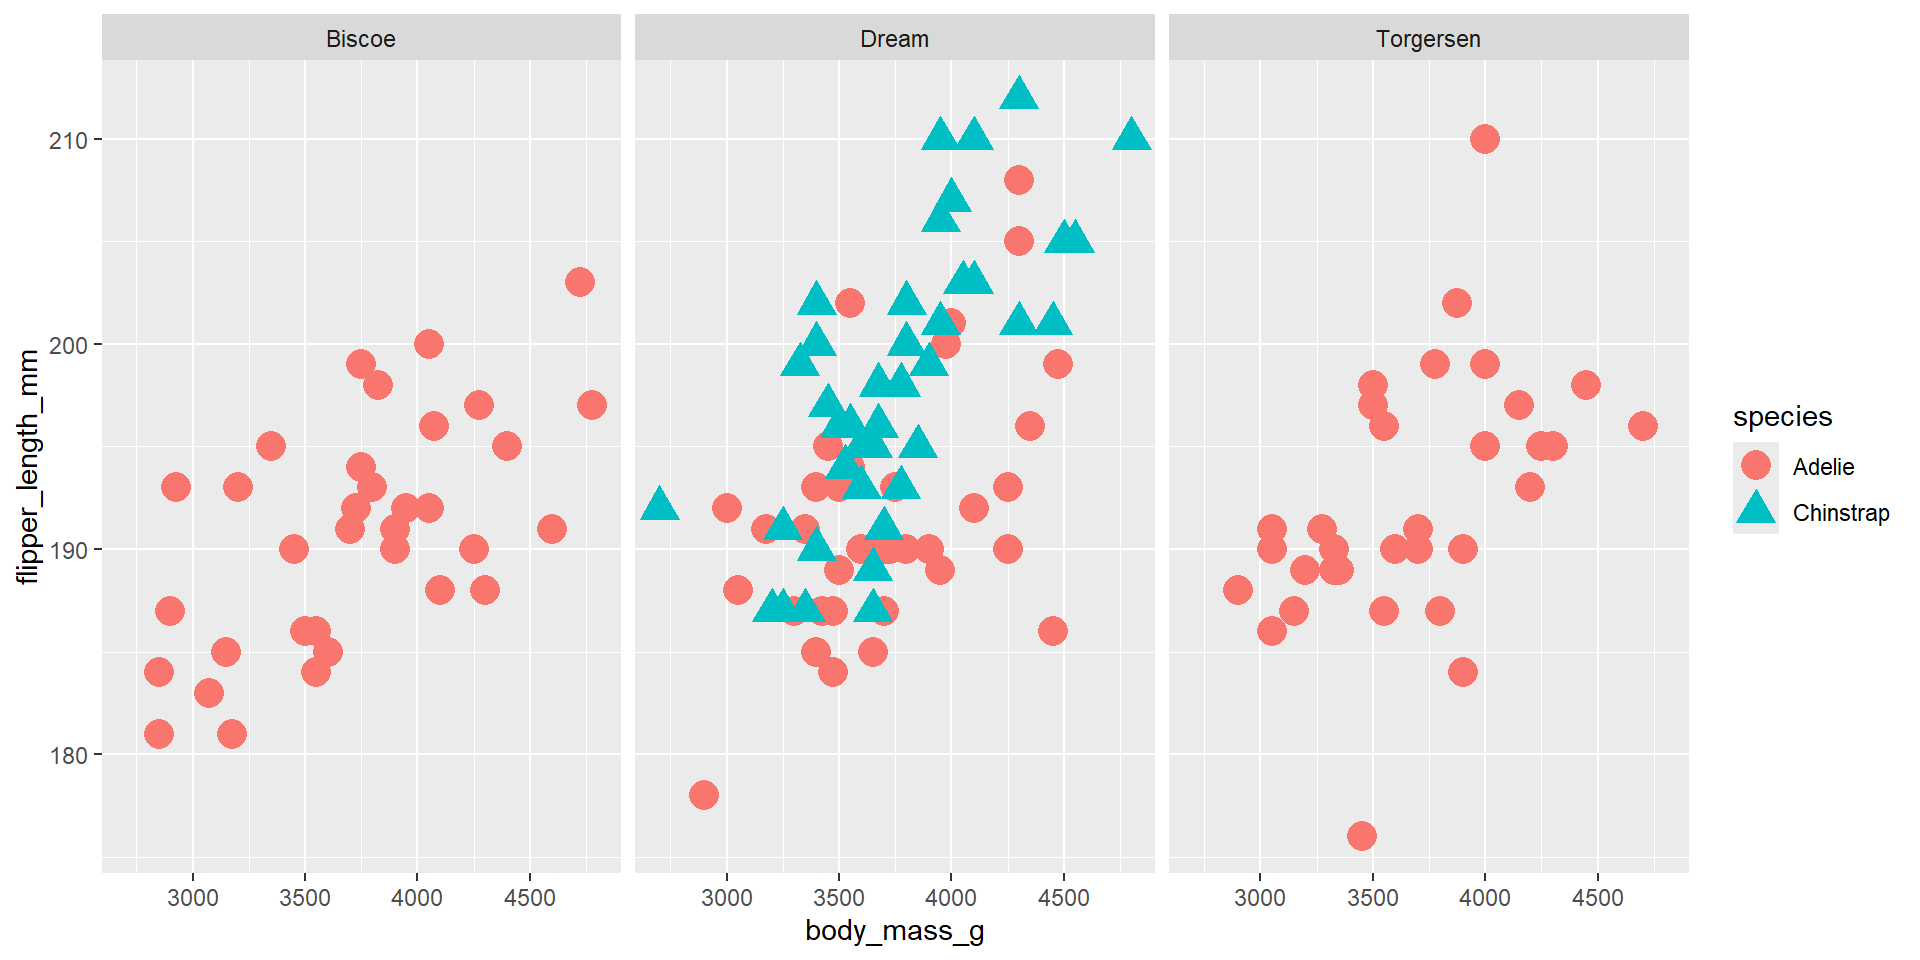 Biscoe Dream Torgersen
210
200
190
180
flipper_length_mm
species
Adelie
Chinstrap
3000 3500 4000 4500 3000 3500 4000 4500 3000 3500 4000 4500
body_mass_g